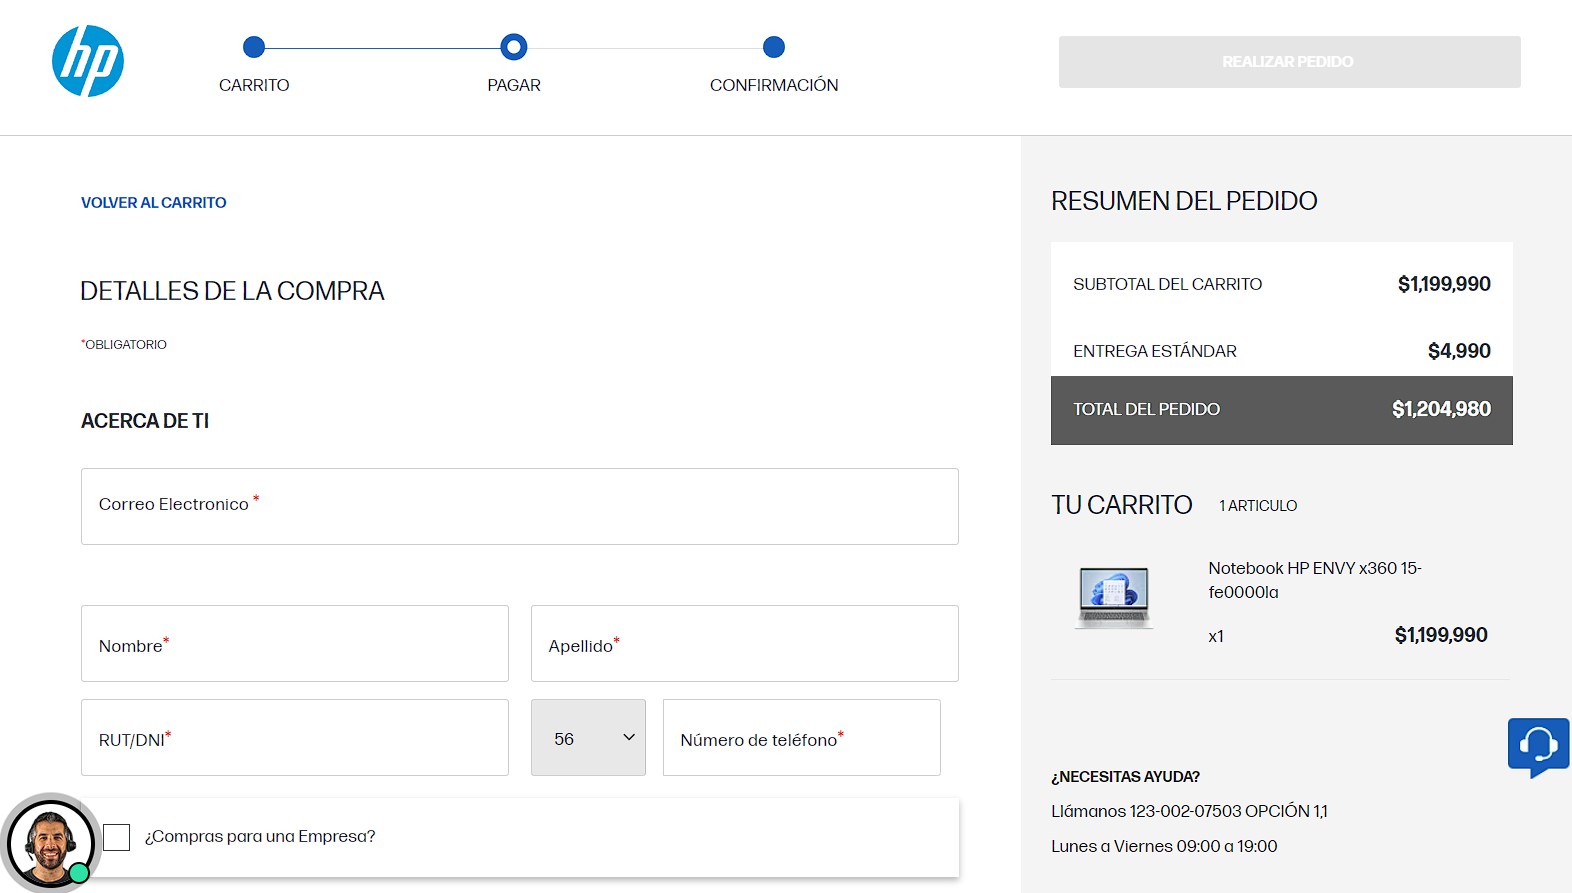 hp
CARRITO
PAGAR
CONFIRMACIÓN
REALIZAR PEDIDO
VOLVER AL CARRITO
DETALLES DE LA COMPRA
*OBLIGATORIO
ACERCA DE TI
Correo Electronico *
Nombre*
Apellido*
RUT/DNI*
56
Número de teléfono*
¿Compras para una Empresa?
RESUMEN DEL PEDIDO
SUBTOTAL DEL CARRITO $1,199,990
ENTREGA ESTÁNDAR $4,990
TOTAL DEL PEDIDO $1,204,980
TU CARRITO 1 ARTICULO
Notebook HP ENVY x360 15-
fe0000la
x1 $1,199,990
¿NECESITAS AYUDA?
Llámanos 123-002-07503 OPCIÓN 1,1
Lunes a Viernes 09:00 a 19:00